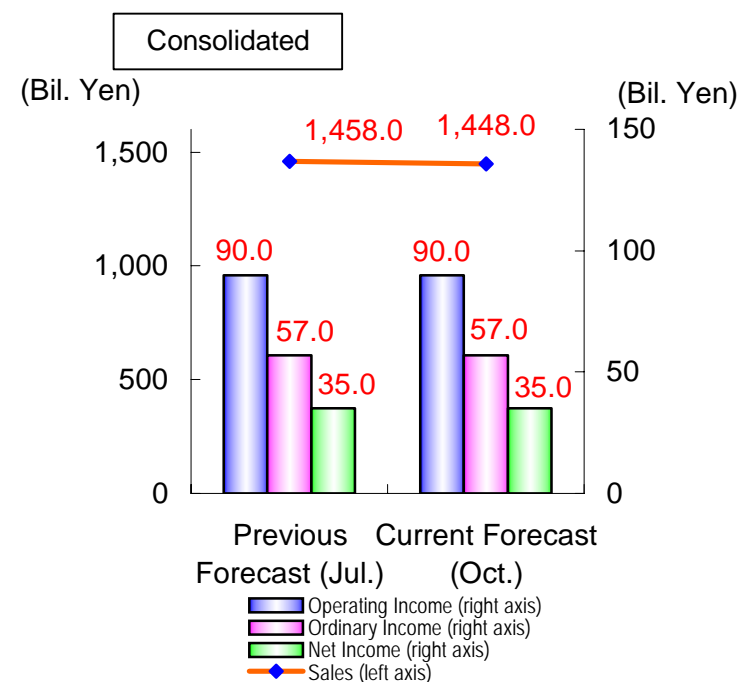 Consolidated
(Bil. Yen)
(Bil. Yen)
1,458.0
1,448.0
1,500
1,000
500
0
150
100
50
0
90.0
57.0
35.0
90.0
57.0
35.0
Previous
Forecast (Jul.)
Current Forecast
(Oct.)
Operating Income (right axis)
Ordinary Income (right axis)
Net Income (right axis)
Sales (left axis)